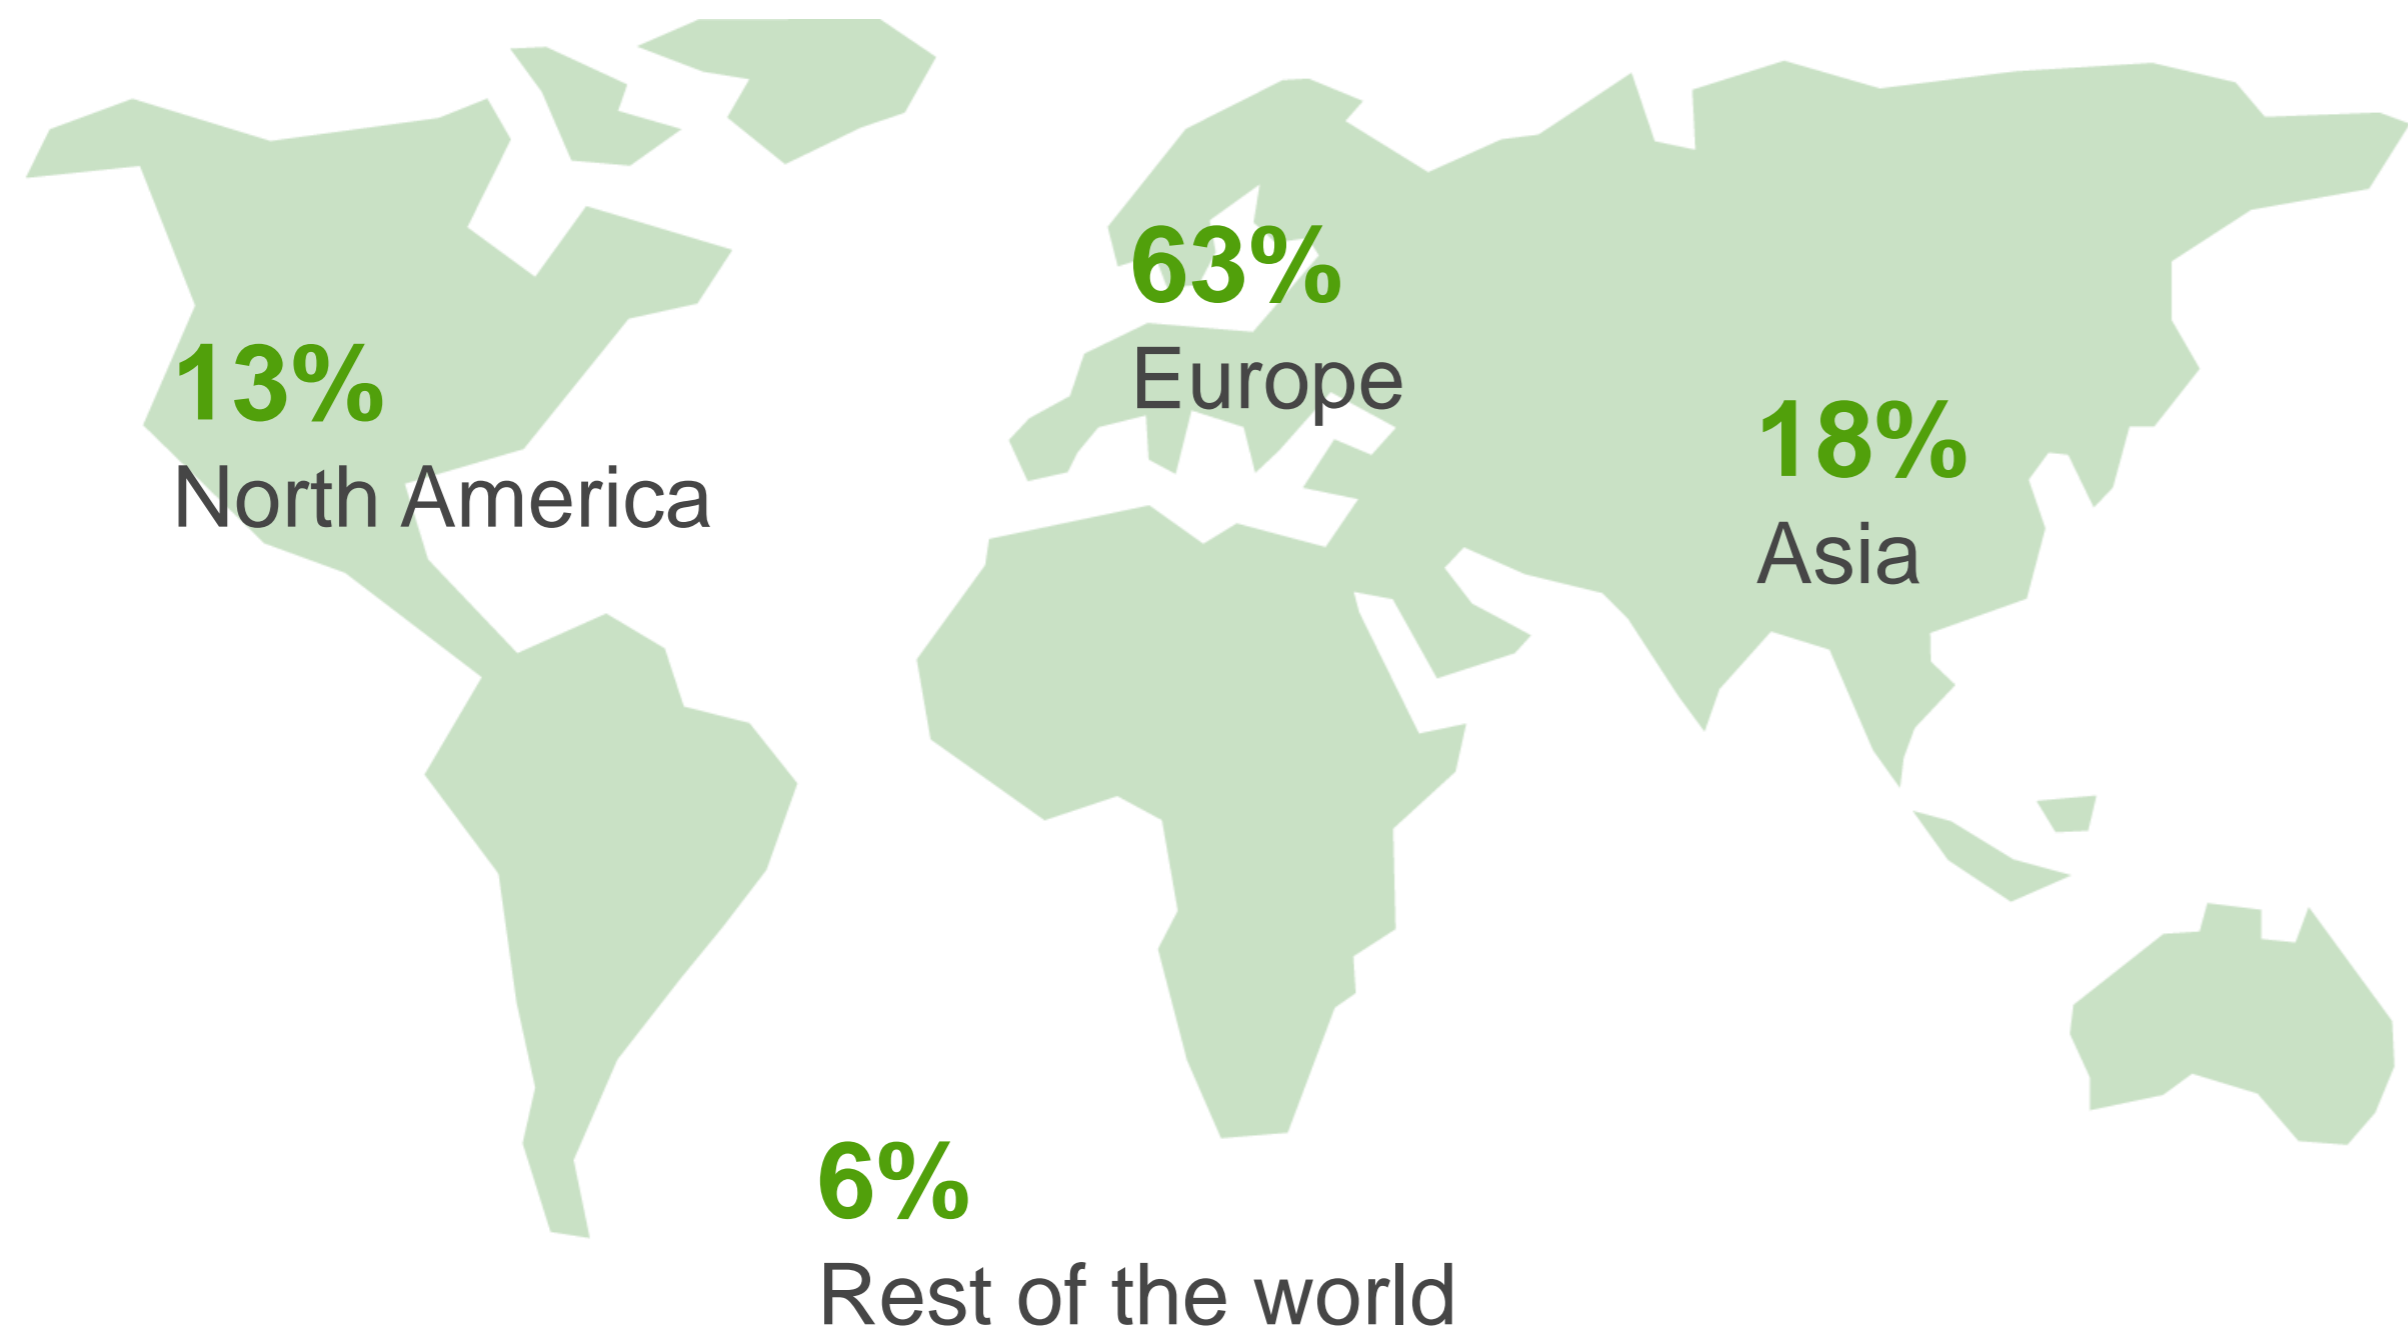 63%
Europe
13%
North America
18%
Asia
6%
Rest of the world